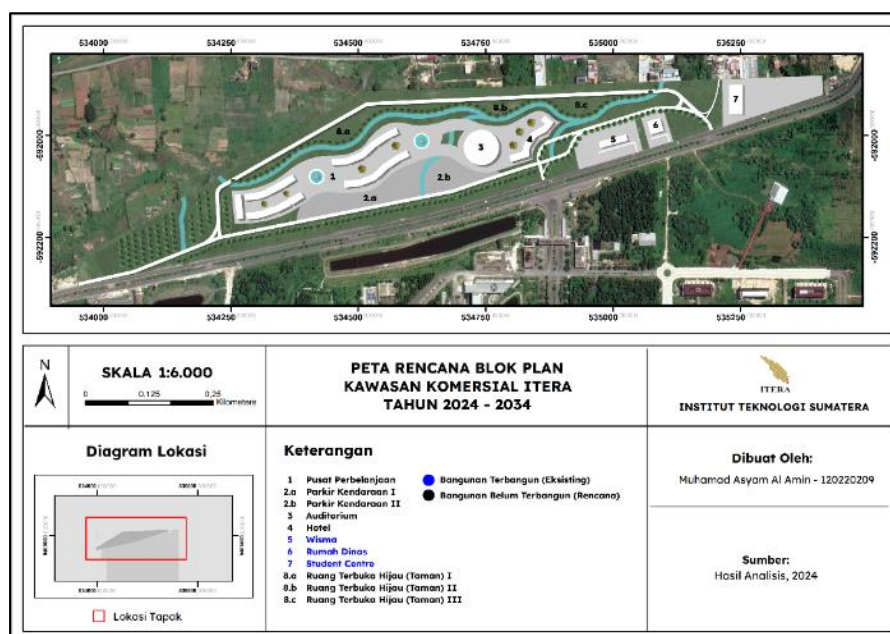 534000 534250 534500 534750 535000 535250
-592000
-592200
-592000
-592200
8.a
8.b
8.c
1
2.a
2.b
3
4
5
6
7
534000 534250 534500 534750 535000 535250
N
SKALA 1:6.000
0 0,125 0,25
Kilometers
PETA RENCANA BLOK PLAN
KAWASAN KOMERSIAL ITERA
TAHUN 2024 - 2034
ITERA
INSTITUT TEKNOLOGI SUMATERA
Diagram Lokasi
Lokasi Tapak
Keterangan
1 Pusat Perbelanjaan
2.a Parkir Kendaraan I
2.b Parkir Kendaraan II
3 Auditorium
4 Hotel
5 Wisma
6 Rumah Dinas
7 Student Centre
8.a Ruang Terbuka Hijau (Taman) I
8.b Ruang Terbuka Hijau (Taman) II
8.c Ruang Terbuka Hijau (Taman) III
Bangunan Terbangun (Eksisting)
Bangunan Belum Terbangun (Rencana)
Dibuat Oleh:
Muhamad Asyam Al Amin - 120220209
Sumber:
Hasil Analisis, 2024